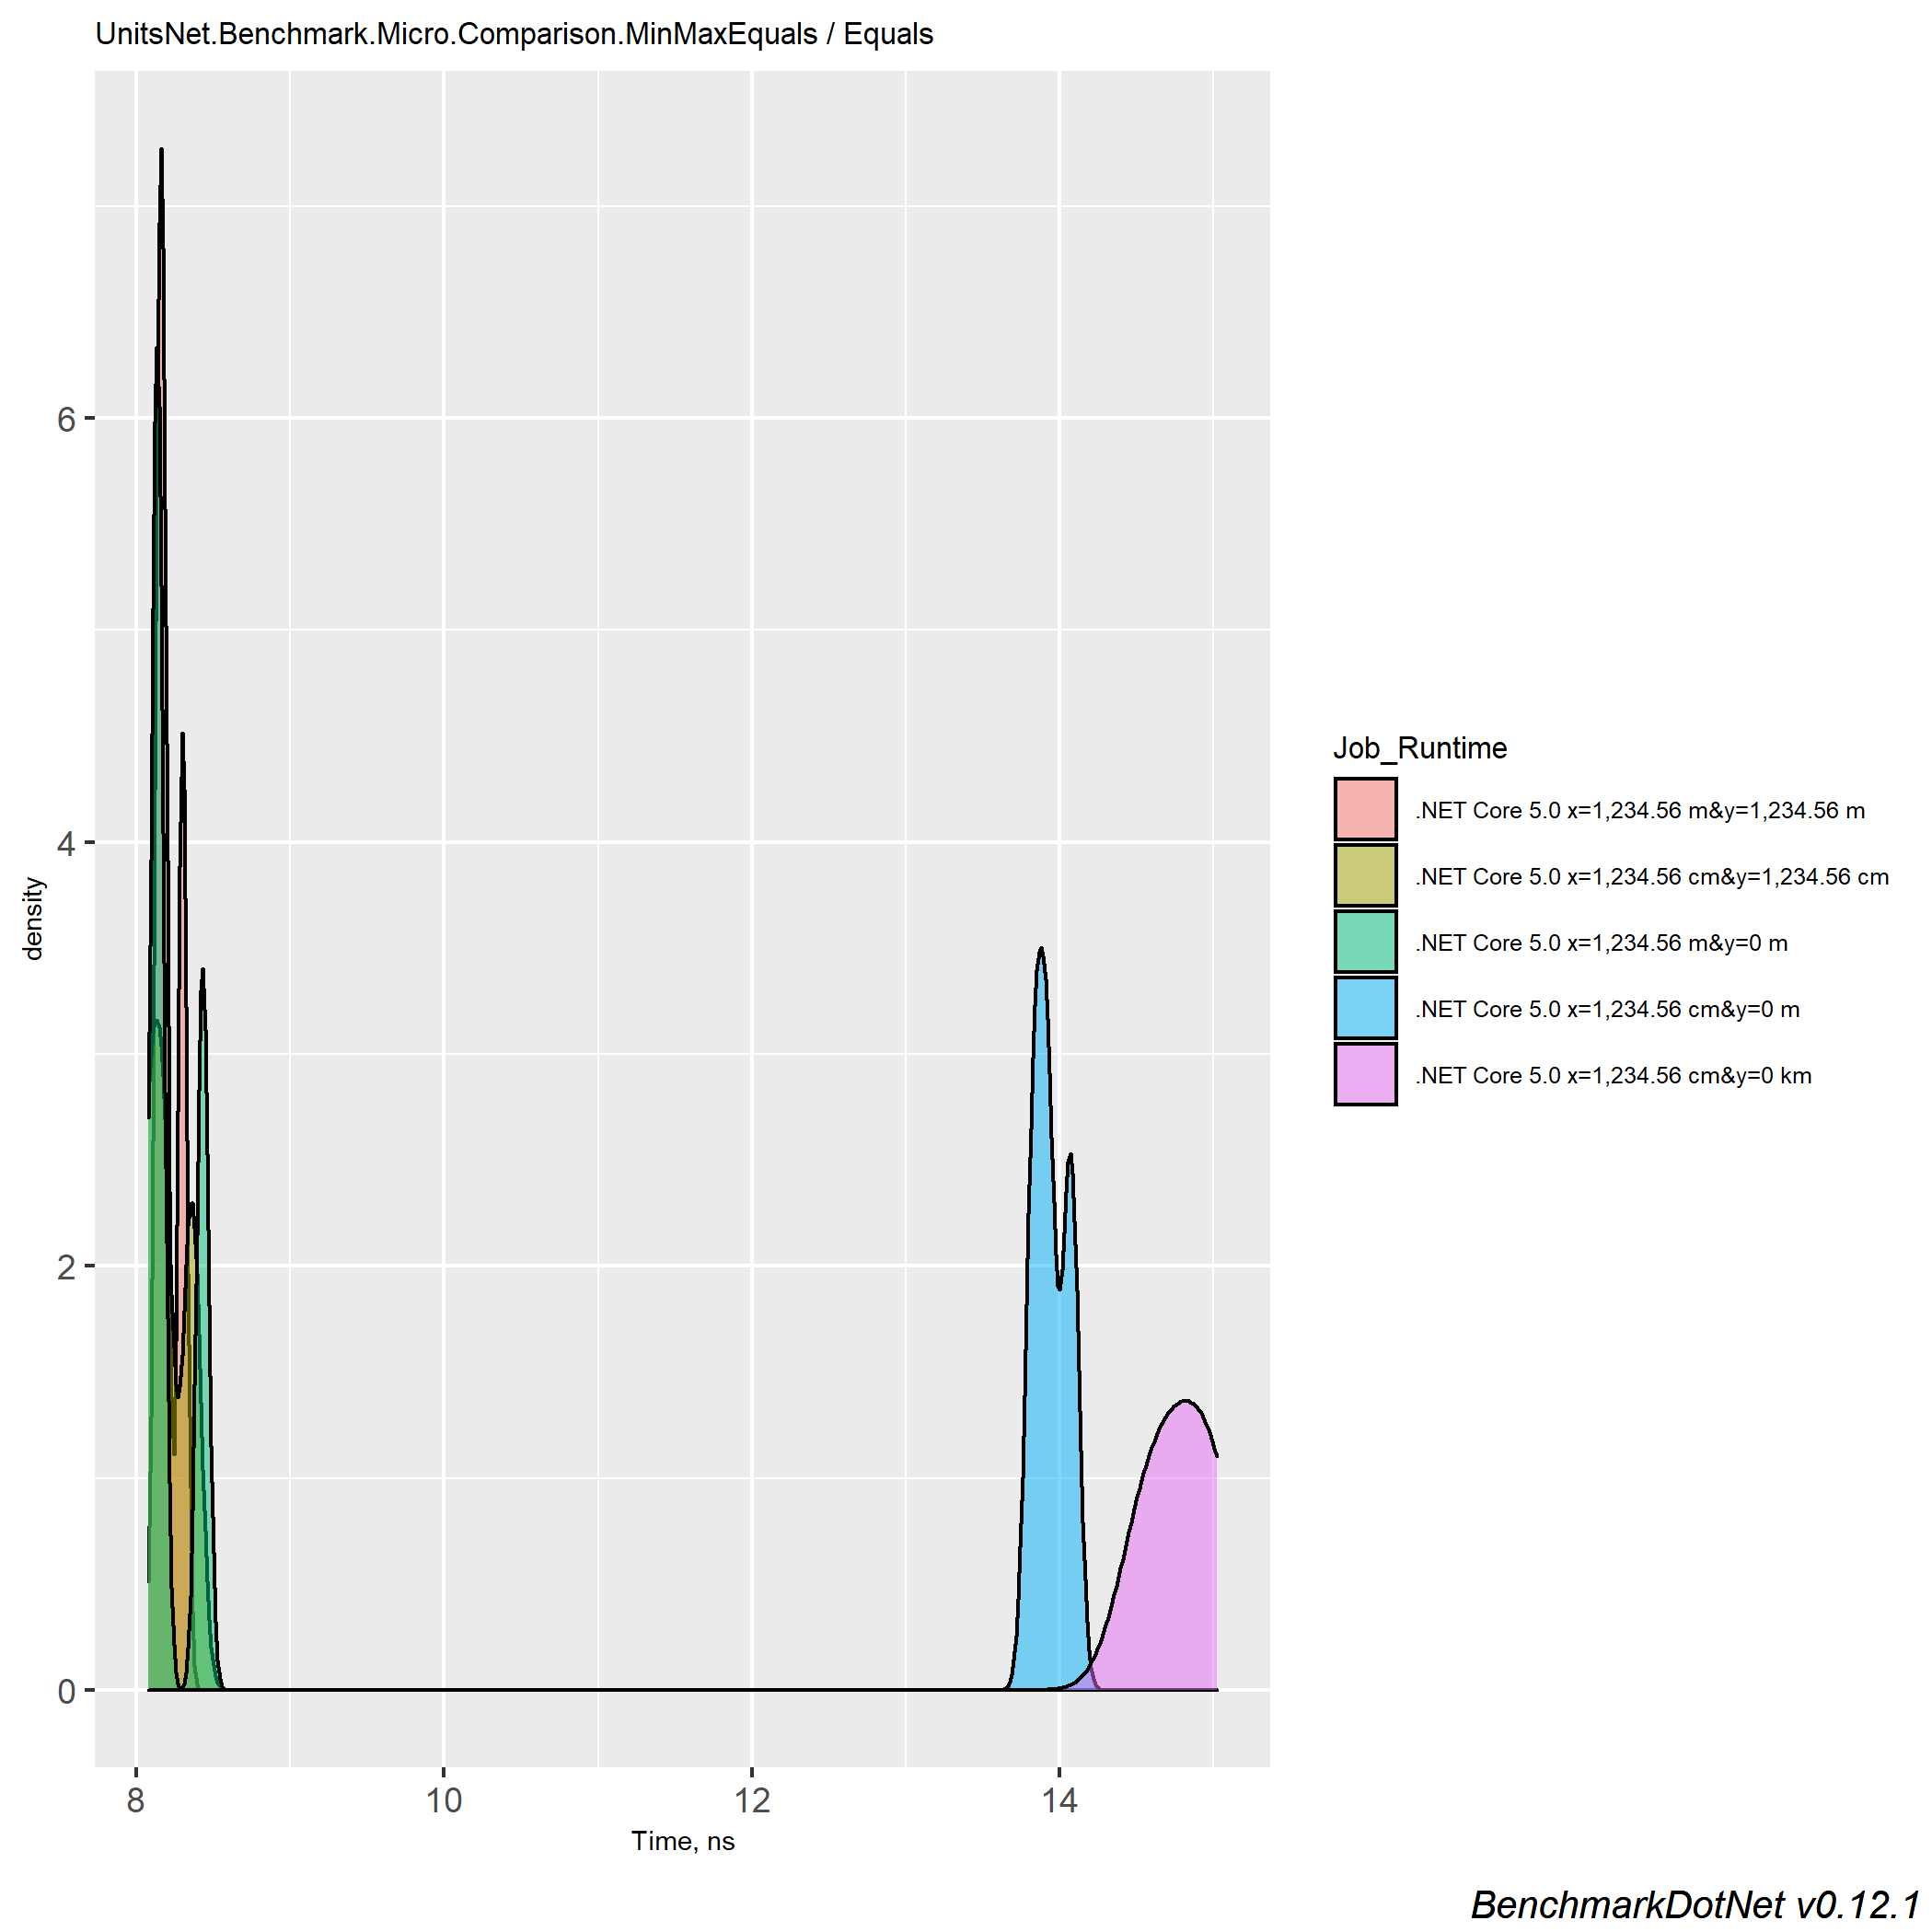 UnitsNet.Benchmark.Micro.Comparison.MinMaxEquals / Equals
6
4
2
0
density
8 10 12 14
Time, ns
Job_Runtime
.NET Core 5.0 x=1,234.56 m&y=1,234.56 m
.NET Core 5.0 x=1,234.56 cm&y=1,234.56 cm
.NET Core 5.0 x=1,234.56 m&y=0 m
.NET Core 5.0 x=1,234.56 cm&y=0 m
.NET Core 5.0 x=1,234.56 cm&y=0 km
BenchmarkDotNet v0.12.1